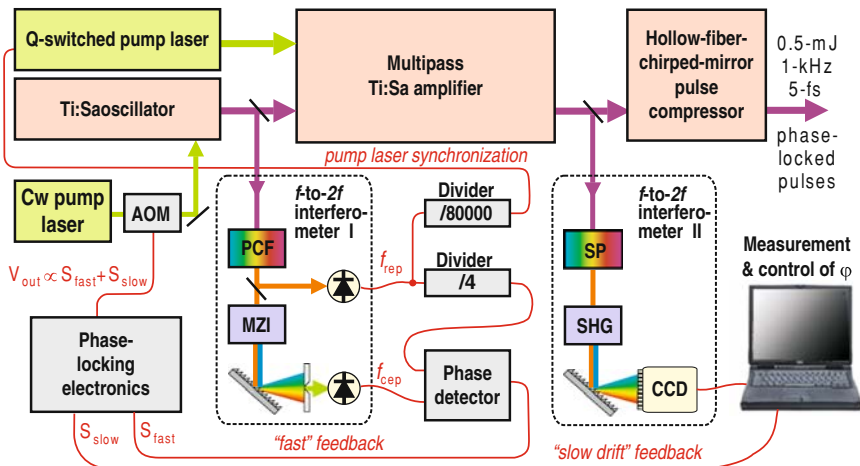 Q-switched pump laser
Ti:Saoscillator
Multipass
Ti:Sa amplifier
Hollow-fiber-
chirped-mirror
pulse
compressor
0.5-mJ
1-kHz
5-fs
phase-
locked
pulses
pump laser synchronization
Cw pump
laser
AOM
f-to-2f
interfero-
meter I
PCF
MZI
Divider
/80000
Divider
/4
f-to-2f
interfero-
meter II
SP
SHG
CCD
Measurement
& control of φ
f_rep
f_cep
V_out ∝ S_fast + S_slow
Phase-
locking
electronics
Phase
detector
S_slow
S_fast
"fast" feedback
"slow drift" feedback